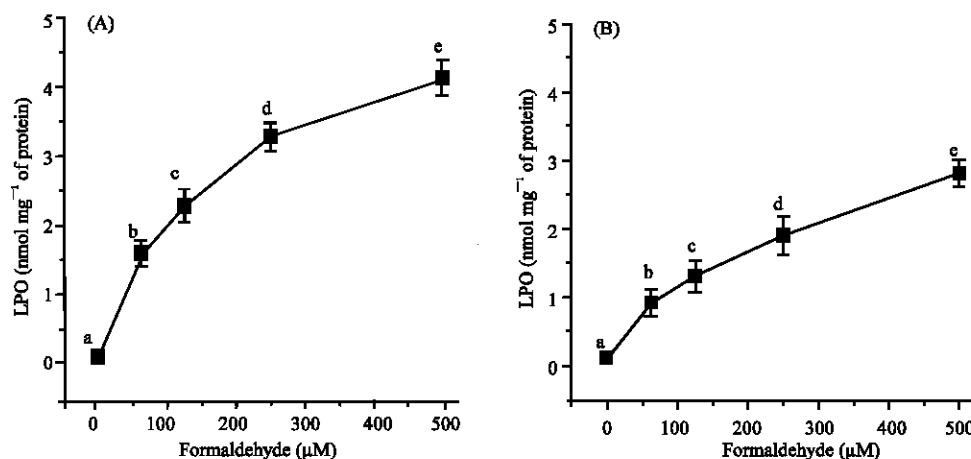 (A)
5
4
3
2
1
0
LPO (nmol mg⁻¹ of protein)
a
b
c
d
e
0 100 200 300 400 500
Formaldehyde (µM)
(B)
5
4
3
2
1
0
LPO (nmol mg⁻¹ of protein)
a
b
c
d
e
0 100 200 300 400 500
Formaldehyde (µM)